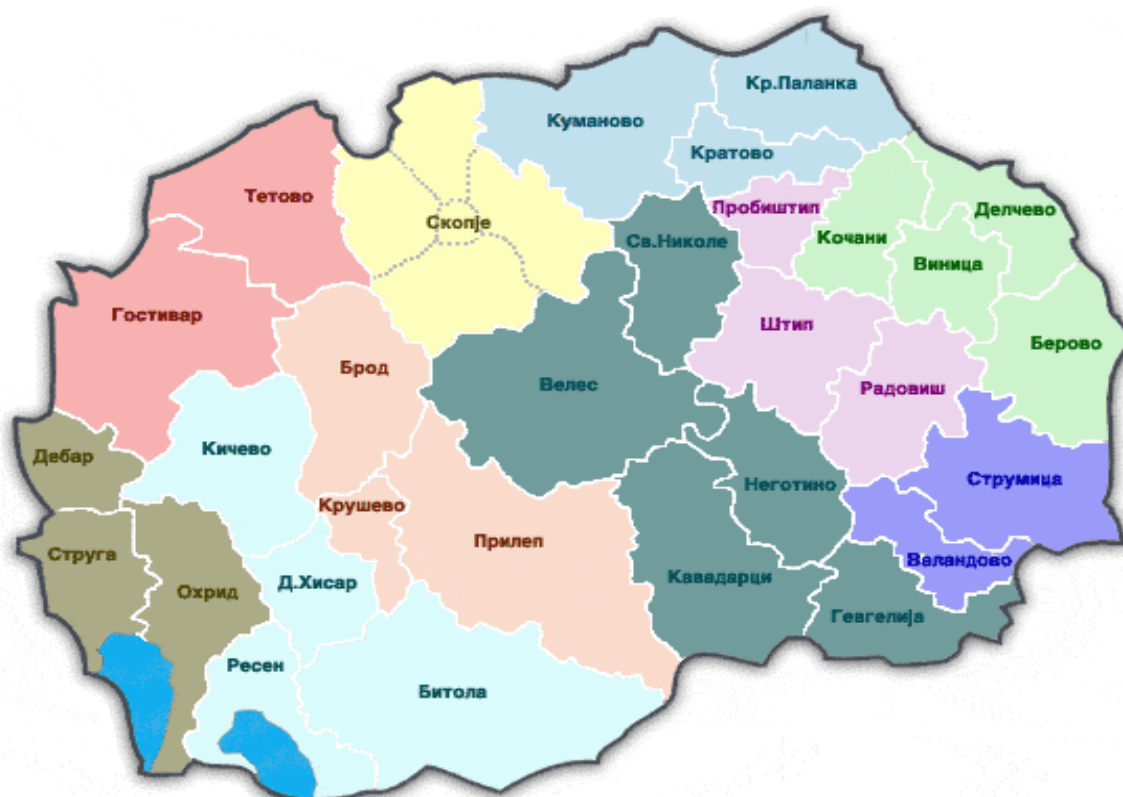 Кр.Паланка
Куманово
Кратово
Тетово
Пробиштип
Делчево
Скопје
Св.Николе
Кочани
Виница
Гостивар
Штип
Берово
Брод
Велес
Радовиш
Кичево
Дебар
Струмица
Неготино
Крушево
Прилеп
Струга
Валандово
Кавадарци
Д.Хисар
Охрид
Гевгелија
Ресен
Битола